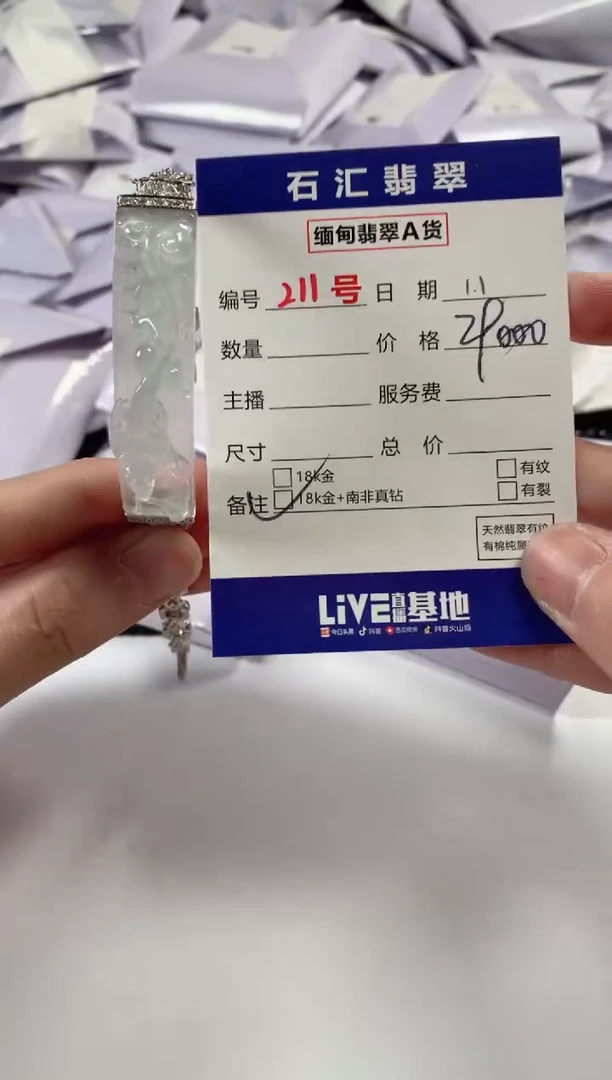 石汇翡翠
缅甸翡翠A货
编号 211号 日 期 1.1
数量 价 格 29000
主播 服务费
尺寸 总 价
18k金 有纹
备注 18k金+南非真钻 有裂
天然翡翠有纹
有棉纯属
LiVE直播基地
今日头条 抖音 西瓜视频 抖音火山版